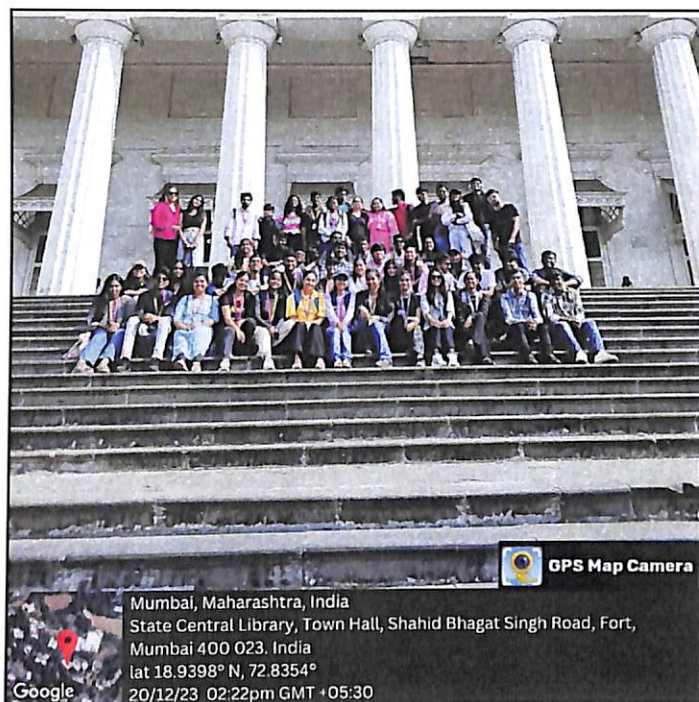 GPS Map Camera
Mumbai, Maharashtra, India
State Central Library, Town Hall, Shahid Bhagat Singh Road, Fort,
Mumbai 400 023. India
lat 18.9398° N, 72.8354°
20/12/23 02:22pm GMT +05:30
Google